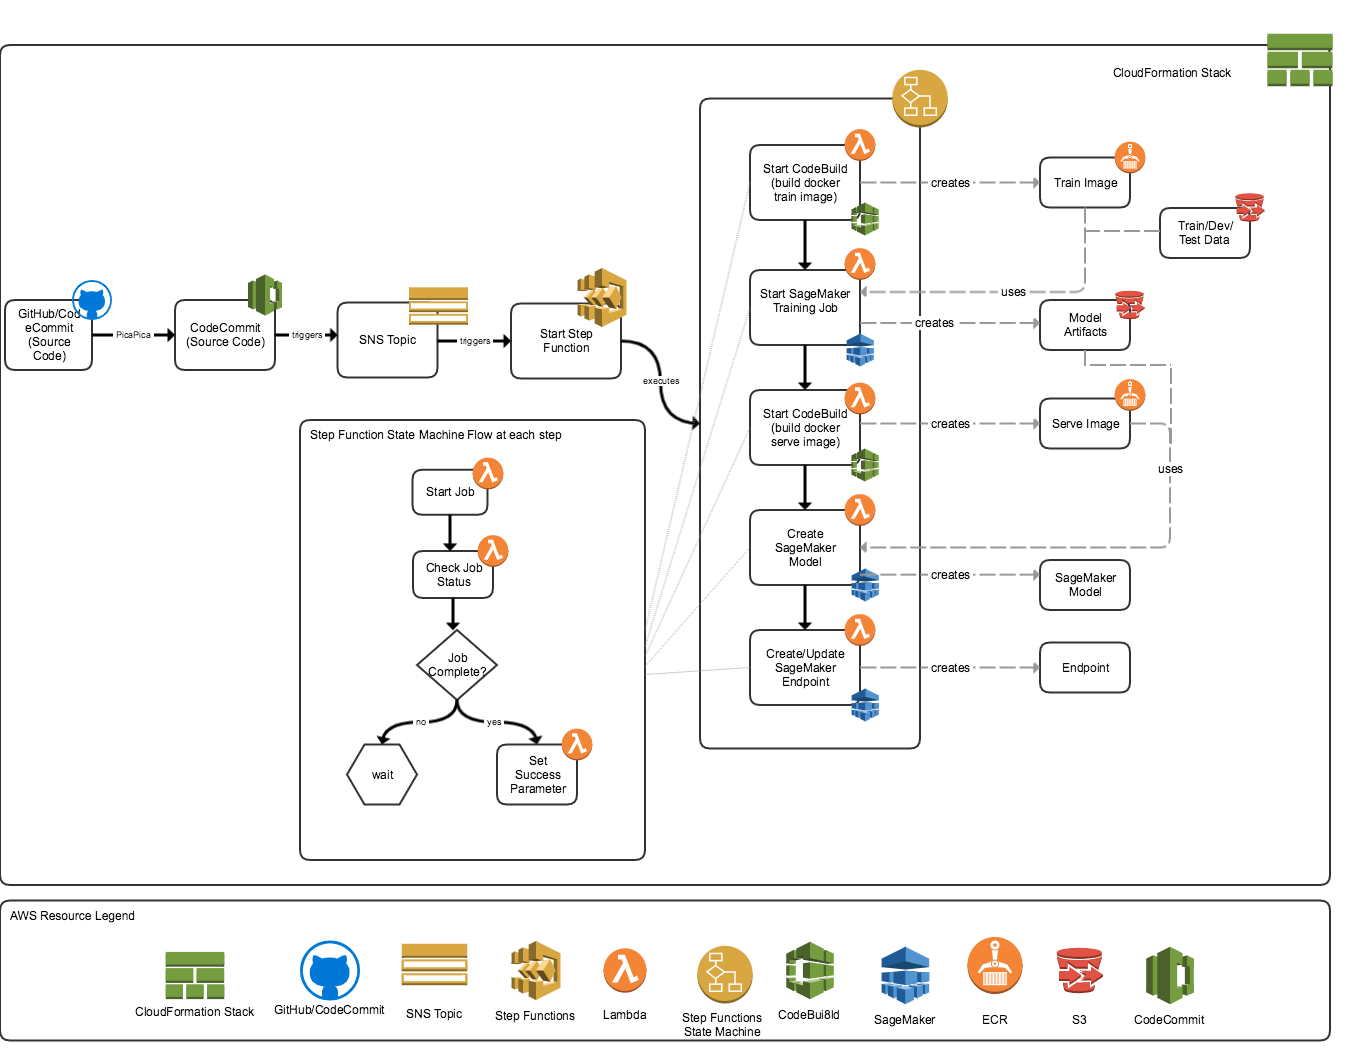 CloudFormation Stack
GitHub/Cod
eCommit
(Source
Code)
PicaPica
CodeCommit
(Source Code)
triggers
SNS Topic
triggers
Start Step
Function
executes
Start CodeBuild
(build docker
train image)
creates
Train Image
Train/Dev/
Test Data
uses
Start SageMaker
Training Job
creates
Model
Artifacts
Start CodeBuild
(build docker
serve image)
creates
Serve Image
uses
Create
SageMaker
Model
creates
SageMaker
Model
Create/Update
SageMaker
Endpoint
creates
Endpoint
Step Function State Machine Flow at each step
Start Job
Check Job
Status
Job
Complete?
no
yes
wait
Set
Success
Parameter
AWS Resource Legend
CloudFormation Stack
GitHub/CodeCommit
SNS Topic
Step Functions
Lambda
Step Functions
State Machine
CodeBui8ld
SageMaker
ECR
S3
CodeCommit